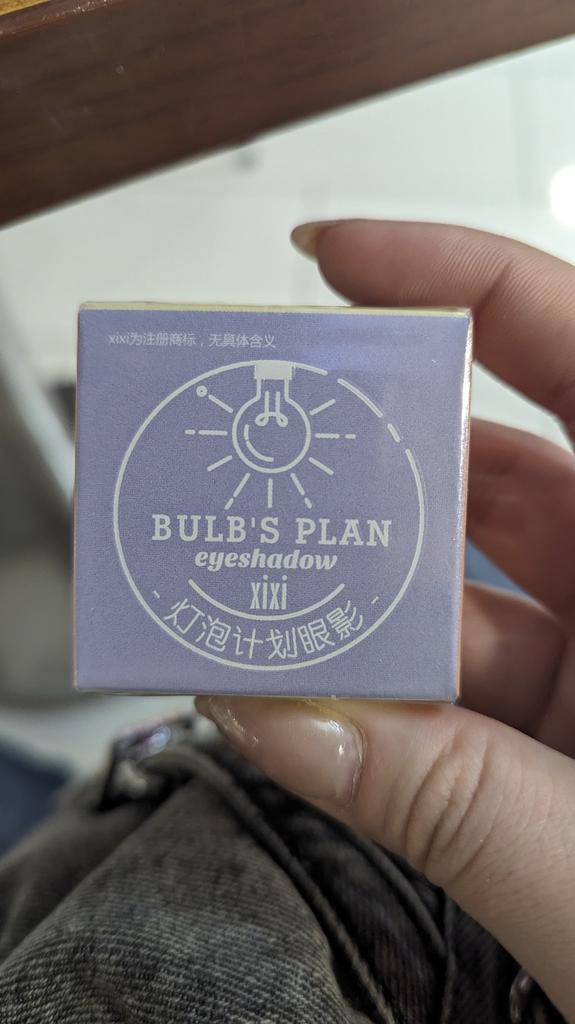 xixi为注册商标，无具体含义
BULB'S PLAN
eyeshadow
xixi
- 灯泡计划眼影 -